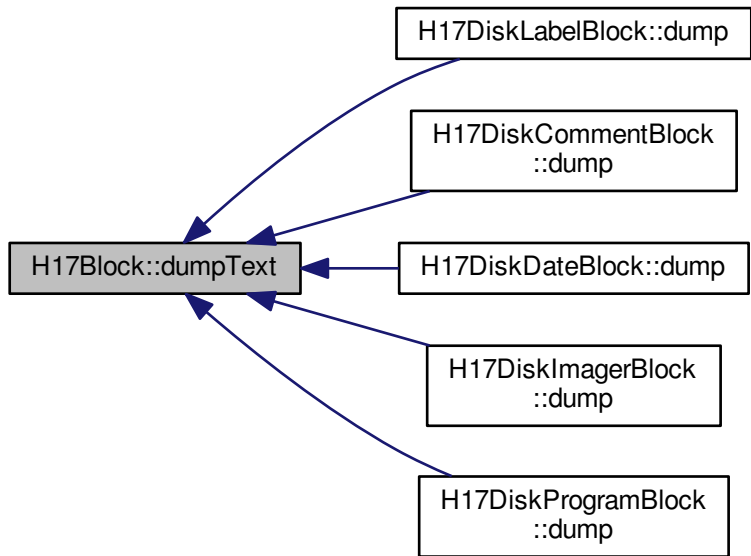 H17DiskLabelBlock::dump
H17DiskCommentBlock
::dump
H17Block::dumpText
H17DiskDateBlock::dump
H17DiskImagerBlock
::dump
H17DiskProgramBlock
::dump